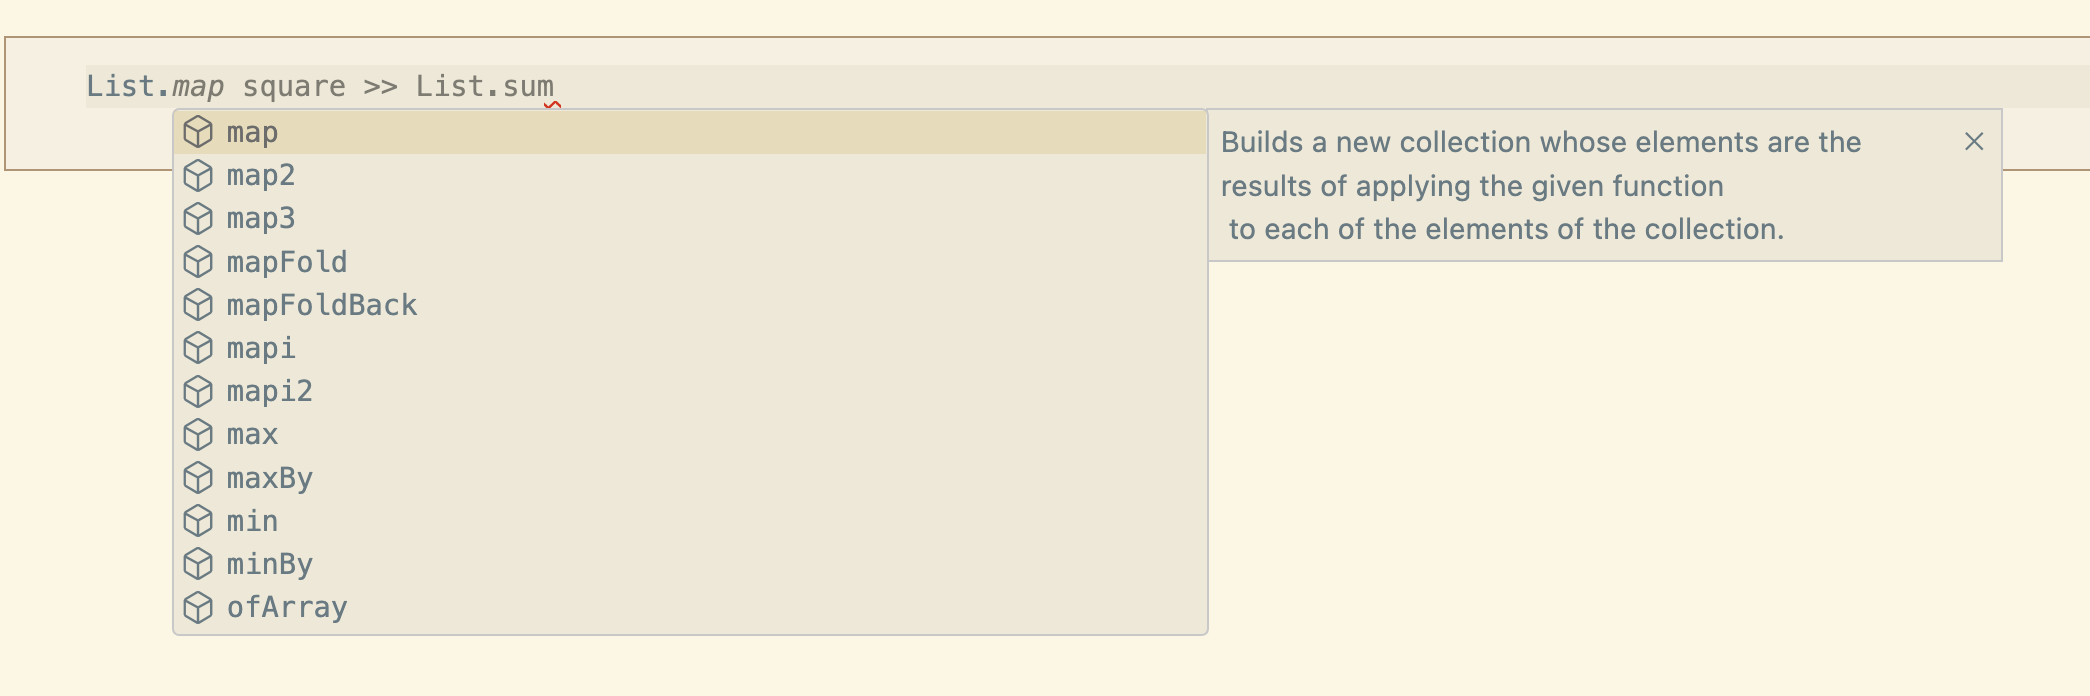 List.map square >> List.sum
map
map2
map3
mapFold
mapFoldBack
mapi
mapi2
max
maxBy
min
minBy
ofArray
Builds a new collection whose elements are the
results of applying the given function
to each of the elements of the collection.